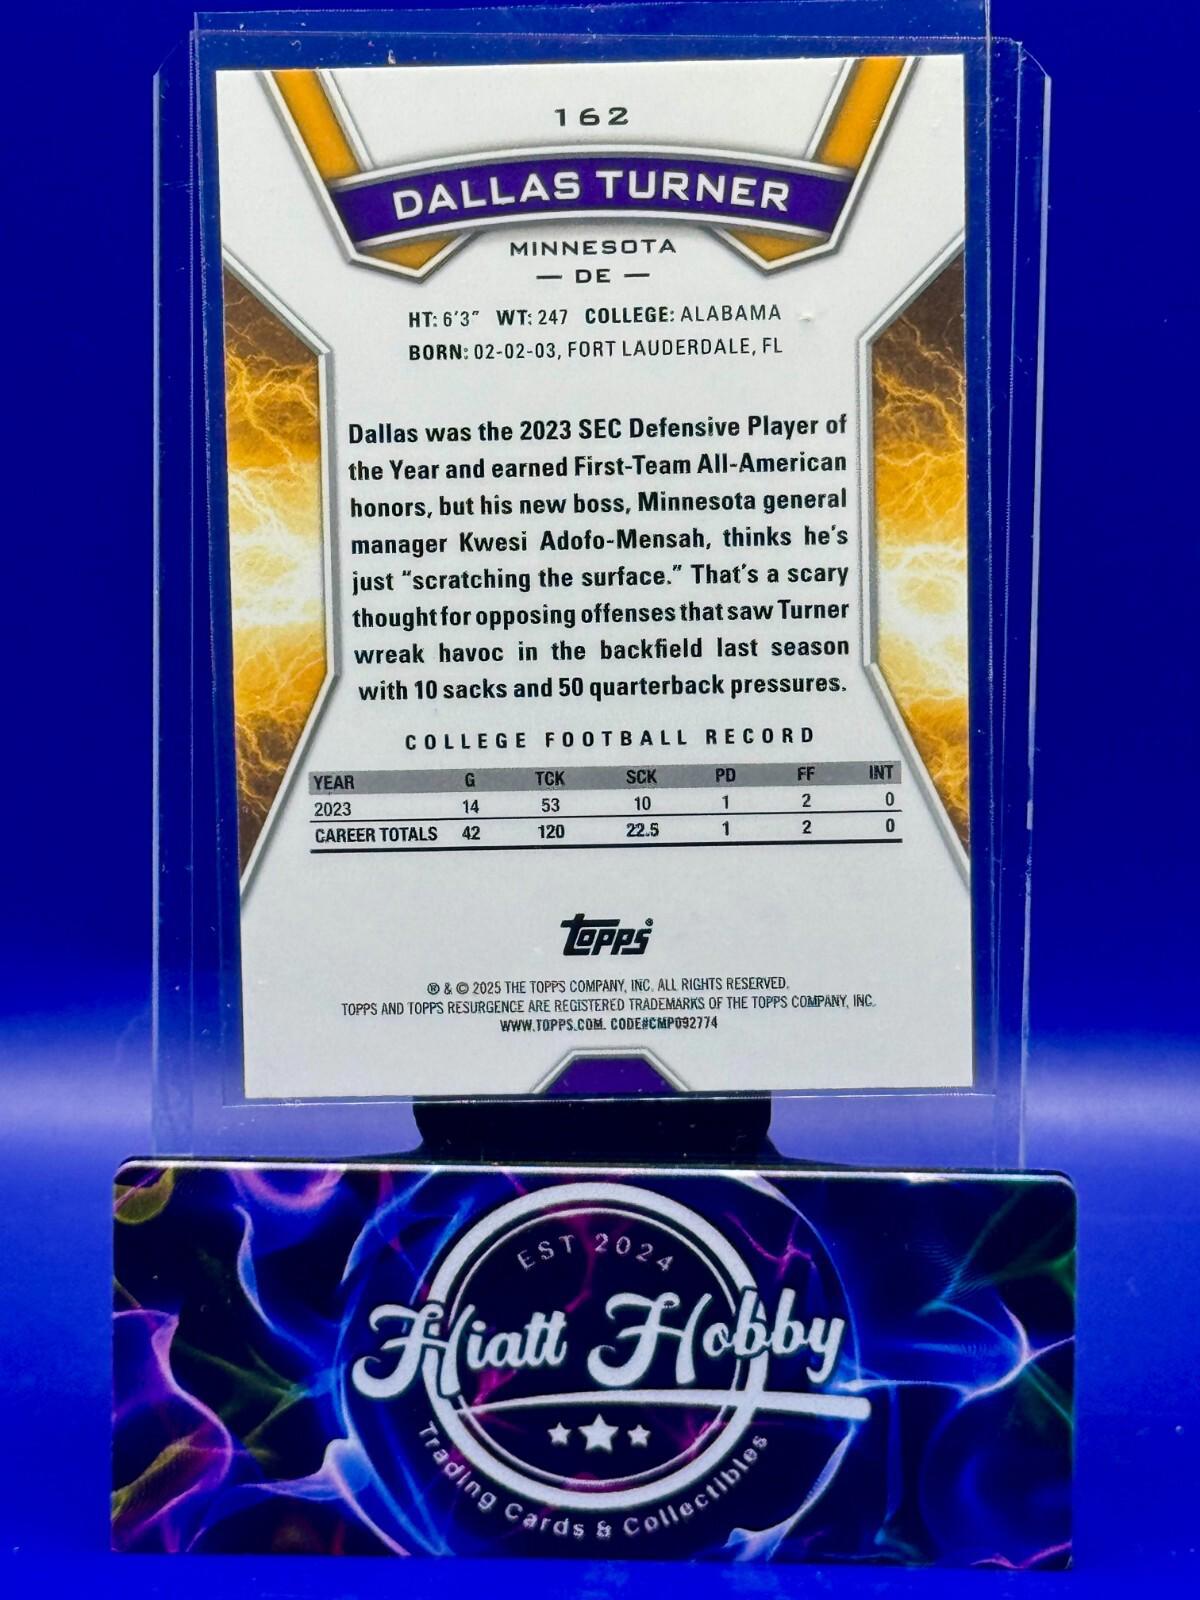 162
DALLAS TURNER
MINNESOTA
— DE —
HT: 6'3" WT: 247 COLLEGE: ALABAMA
BORN: 02-02-03, FORT LAUDERDALE, FL
Dallas was the 2023 SEC Defensive Player of
the Year and earned First-Team All-American
honors, but his new boss, Minnesota general
manager Kwesi Adofo-Mensah, thinks he's
just "scratching the surface." That's a scary
thought for opposing offenses that saw Turner
wreak havoc in the backfield last season
with 10 sacks and 50 quarterback pressures.
COLLEGE FOOTBALL RECORD
YEAR G TCK SCK PD FF INT
2023 14 53 10 1 2 0
CAREER TOTALS 42 120 22.5 1 2 0
Topps®
® & © 2025 THE TOPPS COMPANY, INC. ALL RIGHTS RESERVED.
TOPPS AND TOPPS RESURGENCE ARE REGISTERED TRADEMARKS OF THE TOPPS COMPANY, INC.
WWW.TOPPS.COM. CODE#CMP092774
EST 2024
Hiatt Hobby
Trading Cards & Collectibles